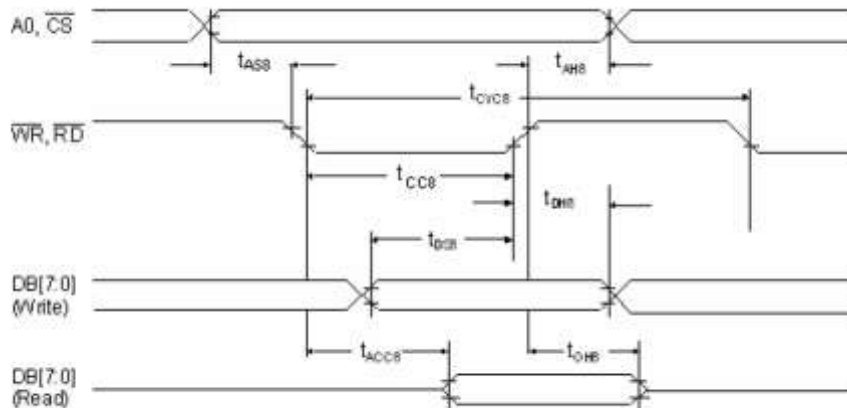 A0, CS
tAS8
tAH8
tCYC8
WR, RD
tCC8
tDH8
tDS8
DB[7:0]
(Write)
tACC8
tOH8
DB[7:0]
(Read)